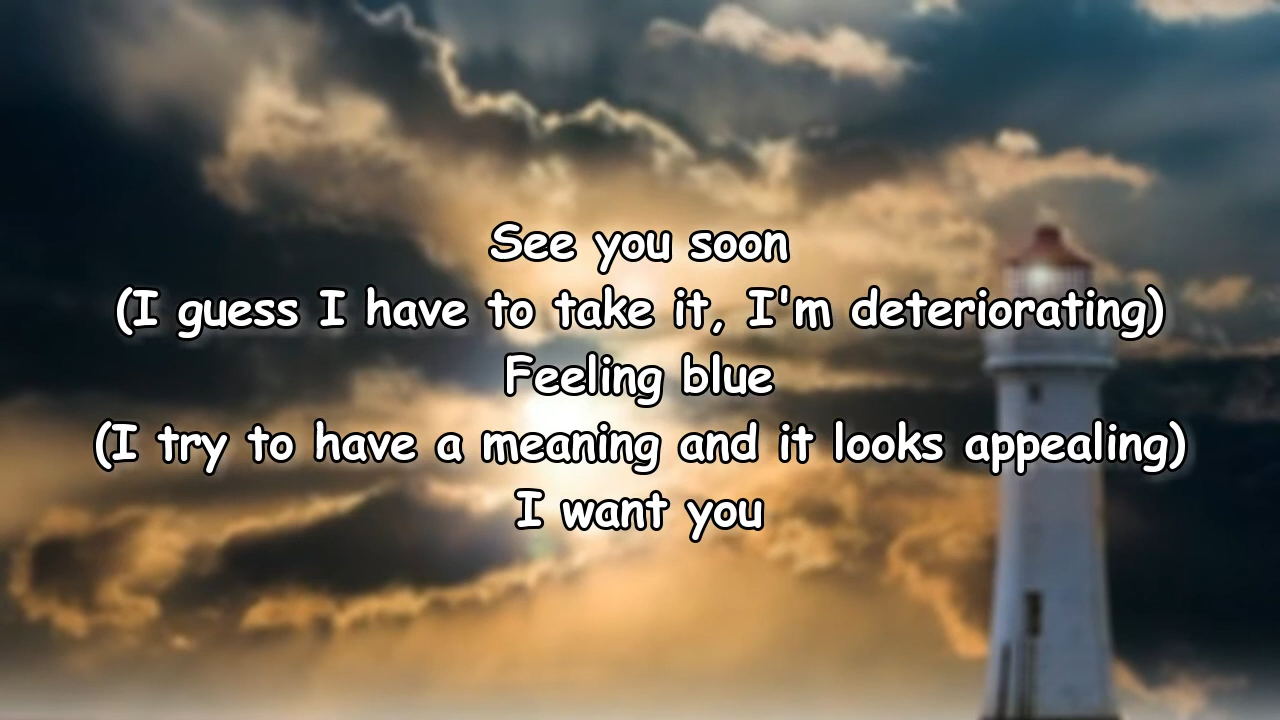 See you soon
(I guess I have to take it, I'm deteriorating)
Feeling blue
(I try to have a meaning and it looks appealing)
I want you